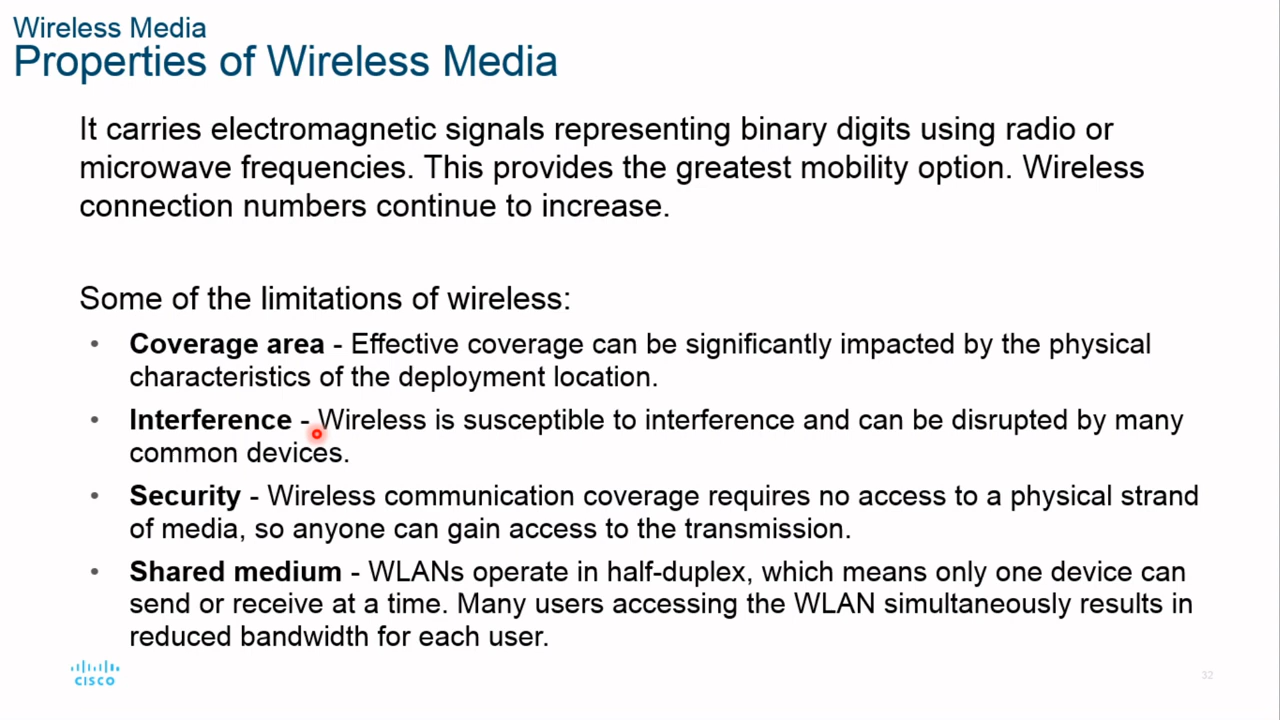 Wireless Media
Properties of Wireless Media
It carries electromagnetic signals representing binary digits using radio or
microwave frequencies. This provides the greatest mobility option. Wireless
connection numbers continue to increase.
Some of the limitations of wireless:
• Coverage area - Effective coverage can be significantly impacted by the physical
characteristics of the deployment location.
• Interference - Wireless is susceptible to interference and can be disrupted by many
common devices.
• Security - Wireless communication coverage requires no access to a physical strand
of media, so anyone can gain access to the transmission.
• Shared medium - WLANs operate in half-duplex, which means only one device can
send or receive at a time. Many users accessing the WLAN simultaneously results in
reduced bandwidth for each user.
CISCO
32